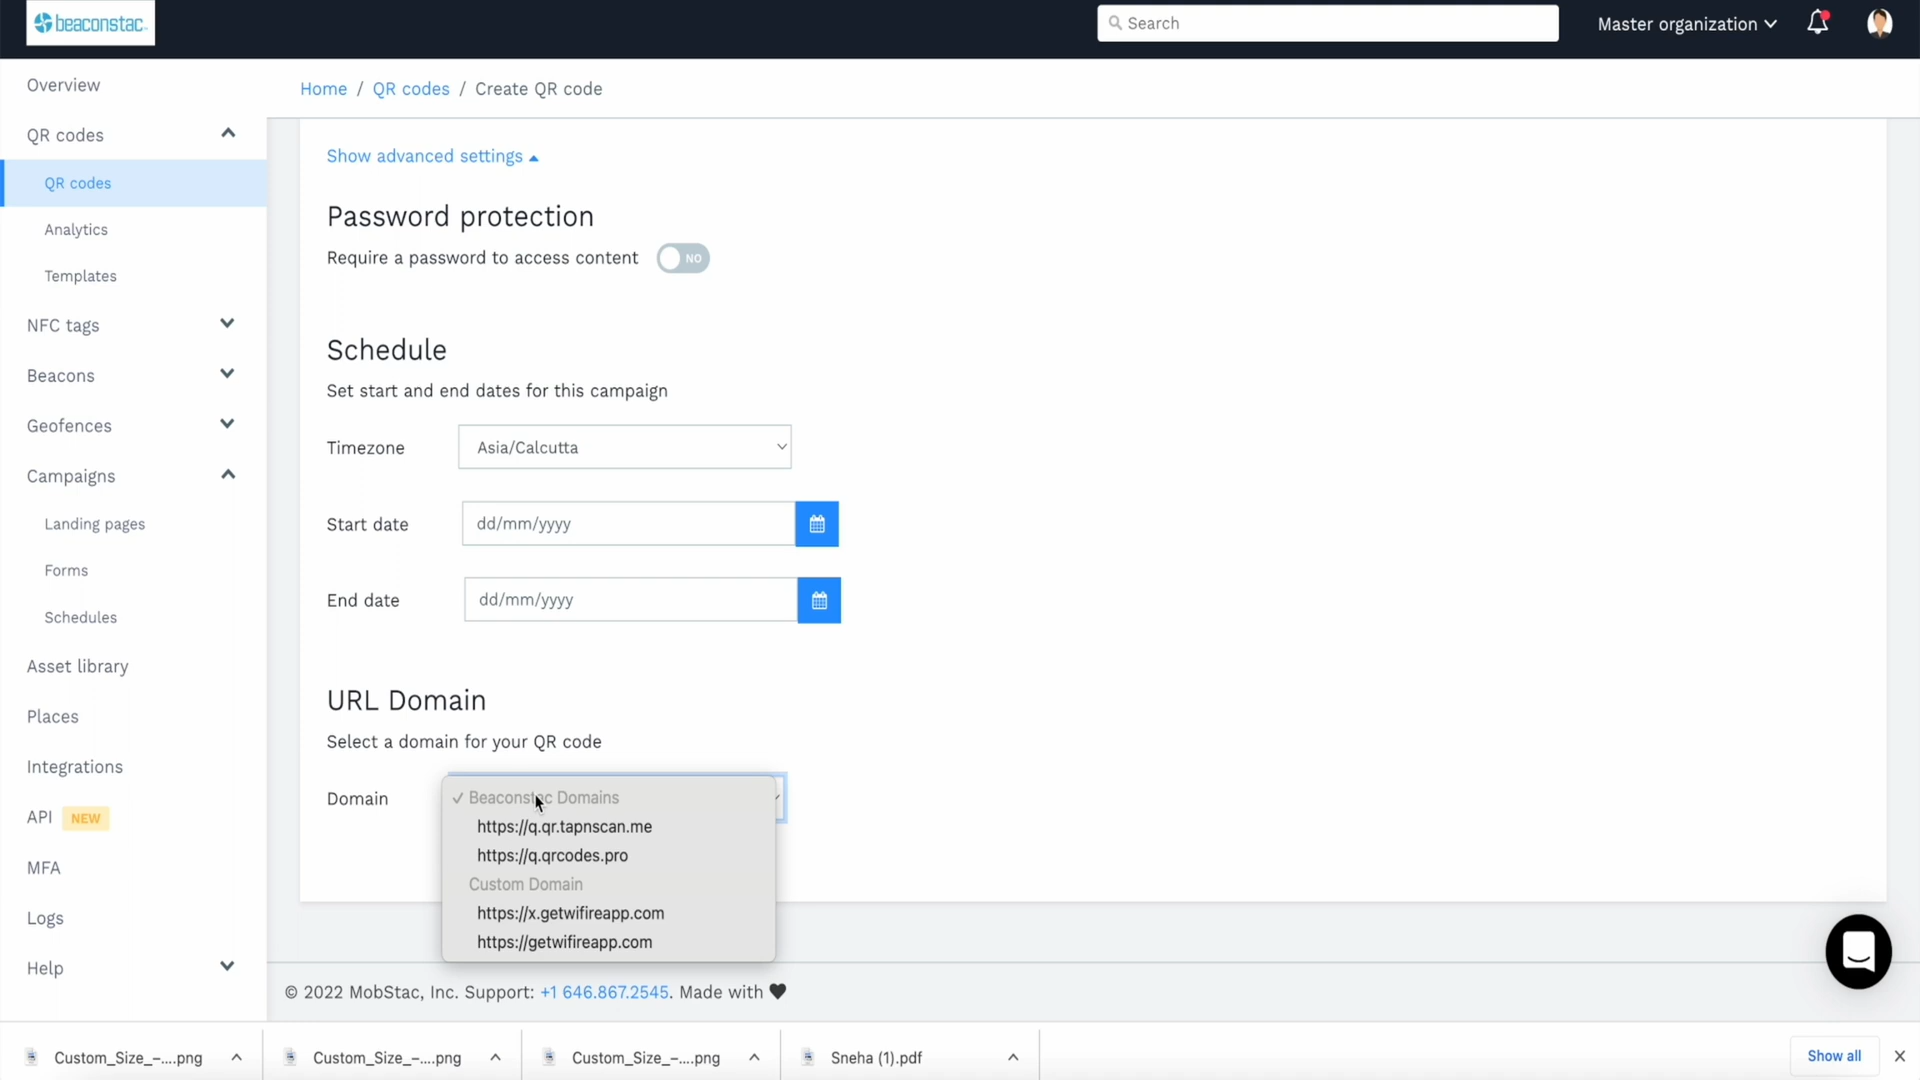 beaconstac
Search
Master organization
Overview
QR codes
QR codes
Analytics
Templates
NFC tags
Beacons
Geofences
Campaigns
Landing pages
Forms
Schedules
Asset library
Places
Integrations
API NEW
MFA
Logs
Help
Home / QR codes / Create QR code
Show advanced settings
Password protection
Require a password to access content NO
Schedule
Set start and end dates for this campaign
Timezone Asia/Calcutta
Start date dd/mm/yyyy
End date dd/mm/yyyy
URL Domain
Select a domain for your QR code
Domain
✓ Beaconstac Domains
https://q.qr.tapnscan.me
https://q.qrcodes.pro
Custom Domain
https://x.getwifireapp.com
https://getwifireapp.com
© 2022 MobStac, Inc. Support: +1 646.867.2545. Made with ♥
Custom_Size_–....png
Custom_Size_–....png
Custom_Size_–....png
Sneha (1).pdf
Show all